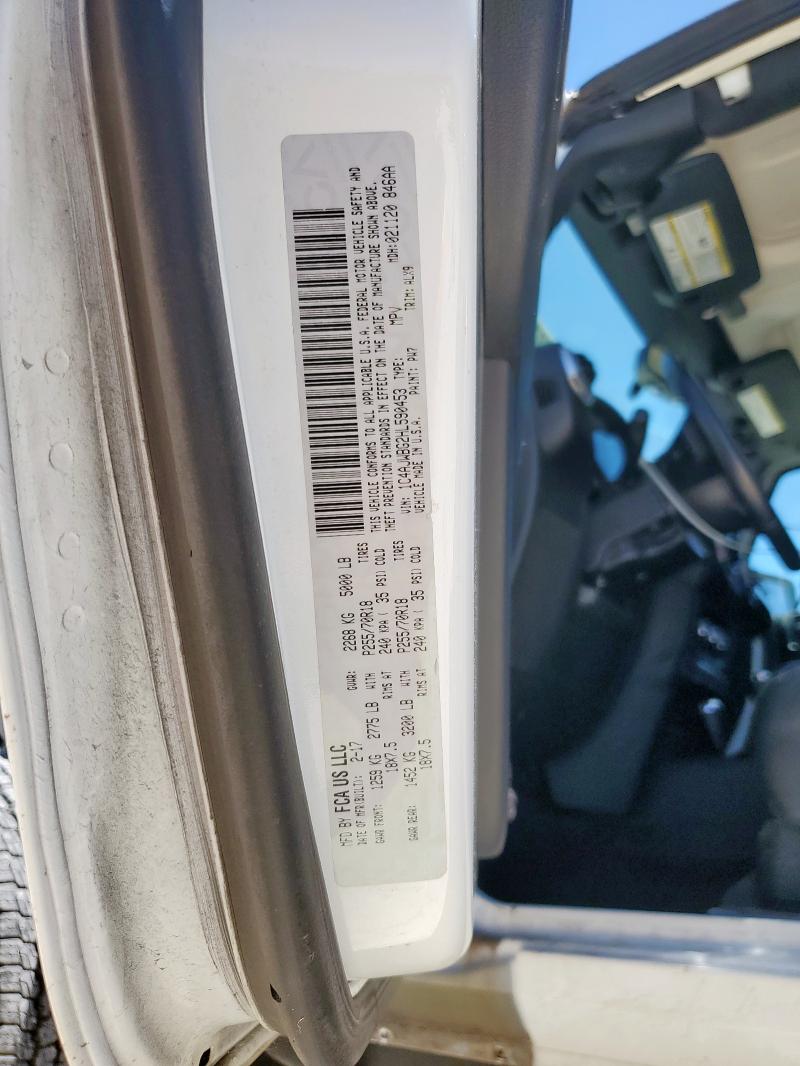 MFD BY FCA US LLC
DATE OF MFR(BUILT): 2-17
GVWR: 2268 KG 5000 LB
GAWR FRONT: 1259 KG 2775 LB WITH P255/70R18 TIRES
18X7.5 RIMS AT 240 KPA ( 35 PSI) COLD
GAWR REAR: 1452 KG 3200 LB WITH P255/70R18 TIRES
18X7.5 RIMS AT 240 KPA ( 35 PSI) COLD
THIS VEHICLE CONFORMS TO ALL APPLICABLE U.S.A. FEDERAL MOTOR VEHICLE SAFETY AND
THEFT PREVENTION STANDARDS IN EFFECT ON THE DATE OF MANUFACTURE SHOWN ABOVE.
VIN: 1C4AJWBG2HL590453 TYPE: MPV MDH:021120 846AA
VEHICLE MADE IN U.S.A. PAINT: PW7 TRIM: ALX9